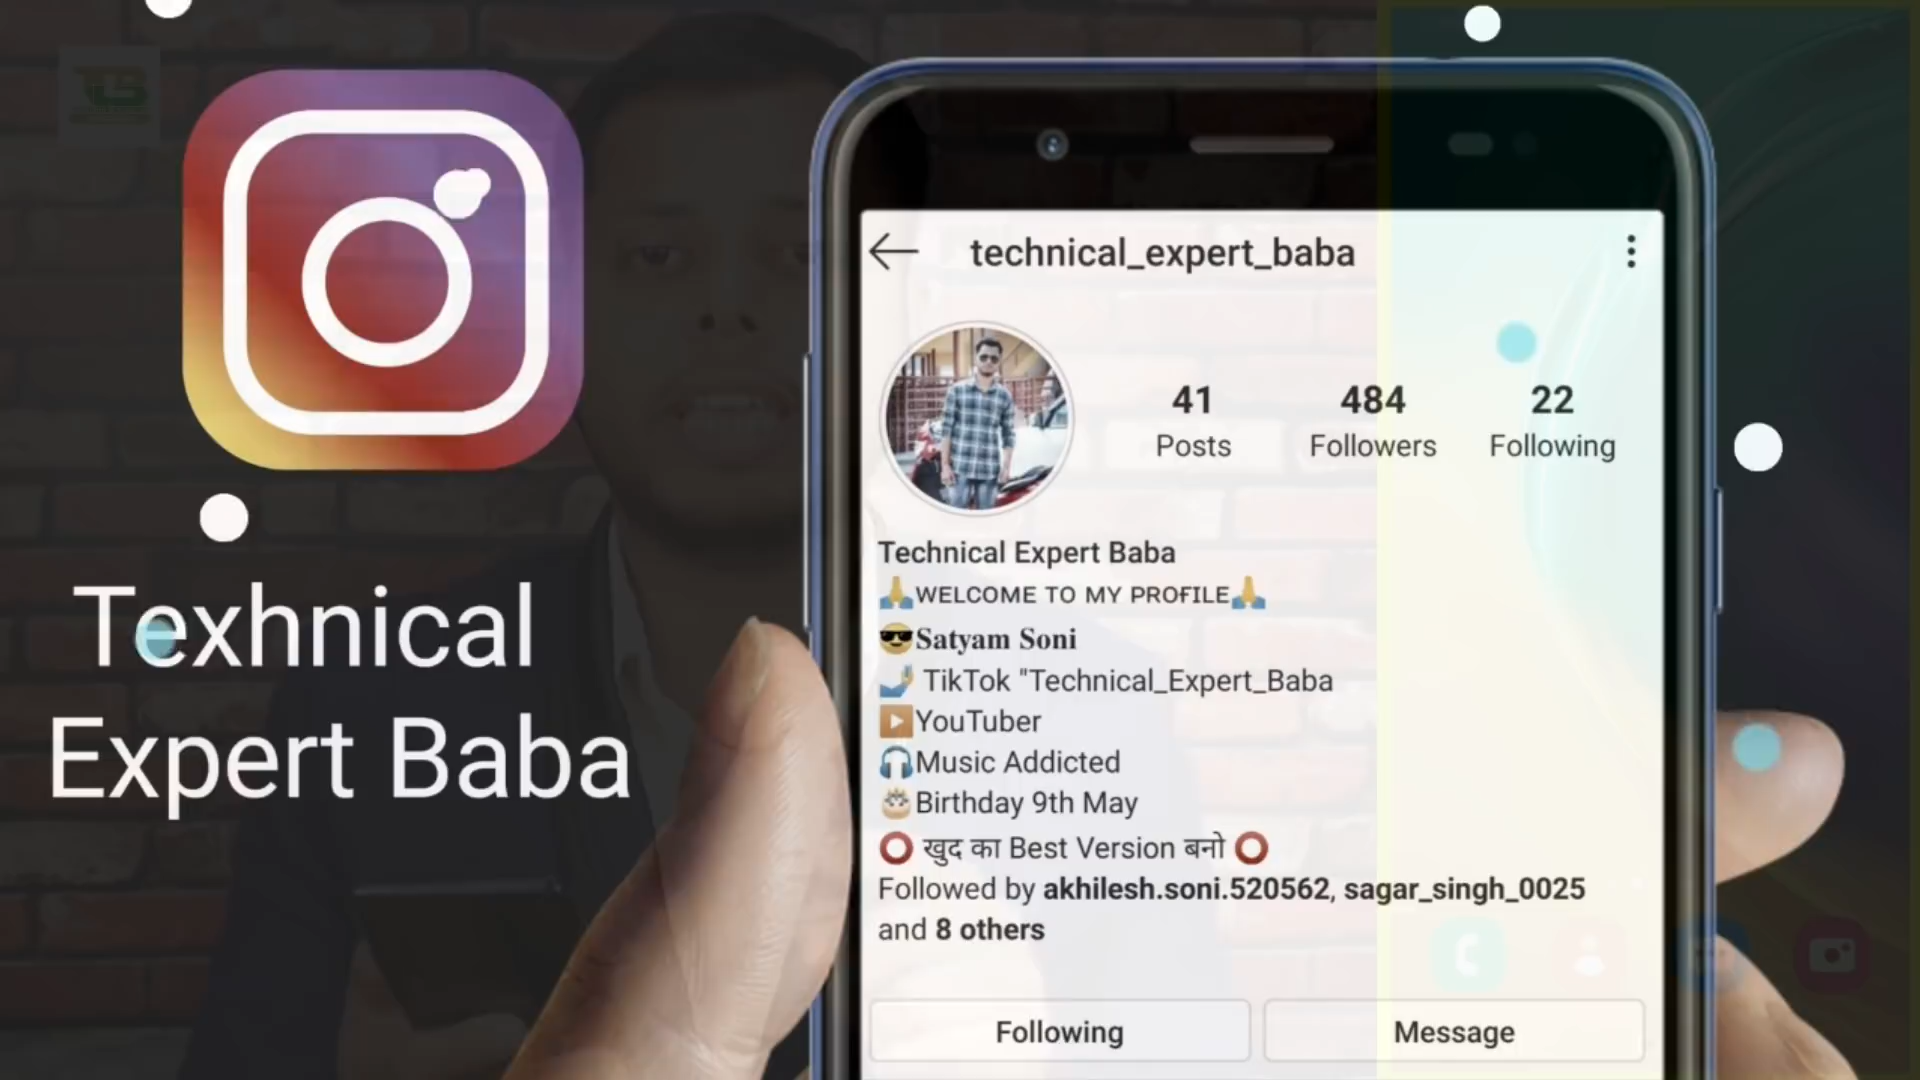 Texhnical
Expert Baba
technical_expert_baba
41
Posts
484
Followers
22
Following
Technical Expert Baba
🙏WELCOME TO MY PROFILE🙏
😎Satyam Soni
🤳 TikTok "Technical_Expert_Baba
▶️YouTuber
🎧Music Addicted
🎂Birthday 9th May
⭕ खुद का Best Version बनो ⭕
Followed by akhilesh.soni.520562, sagar_singh_0025
and 8 others
Following
Message